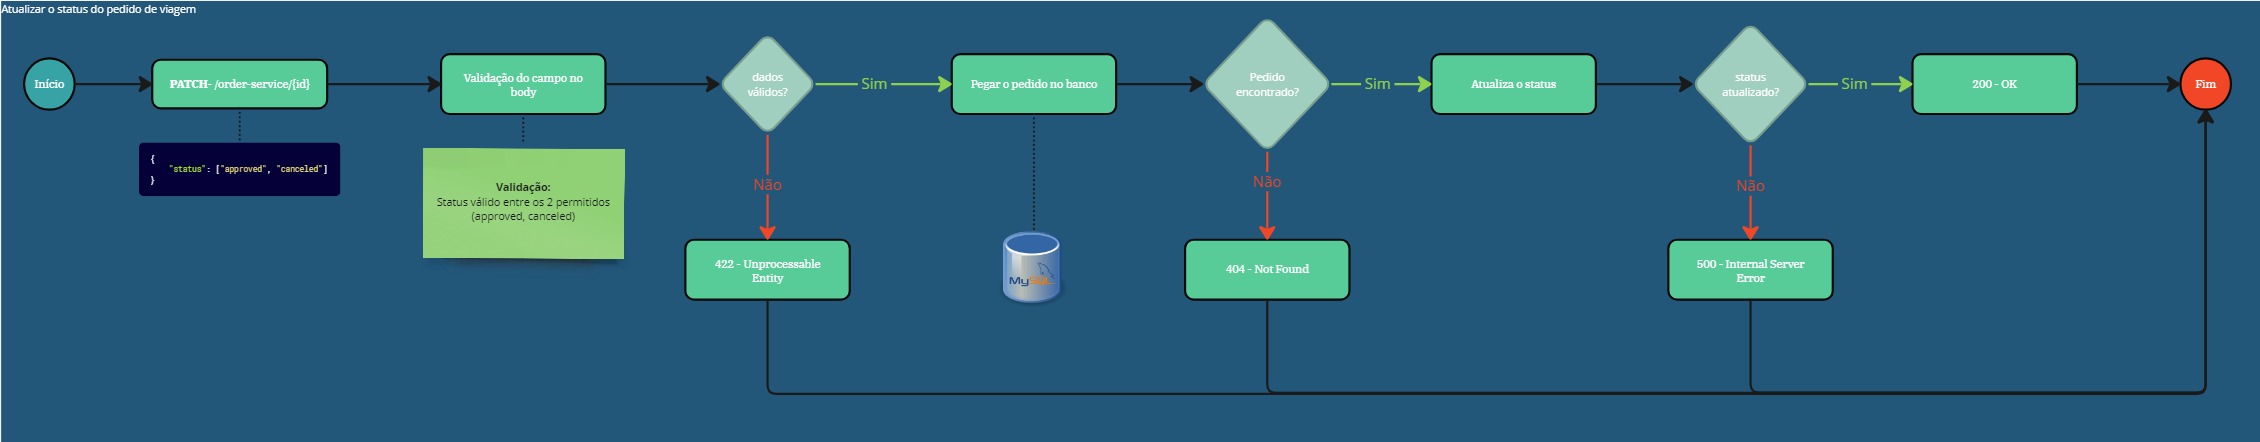 Atualizar o status do pedido de viagem
Início
PATCH- /order-service/{id}
{
"status": ["approved", "canceled"]
}
Validação do campo no
body
Validação:
Status válido entre os 2 permitidos
(approved, canceled)
dados
válidos?
Sim
Não
422 - Unprocessable
Entity
Pegar o pedido no banco
MySQL
Pedido
encontrado?
Sim
Não
404 - Not Found
Atualiza o status
status
atualizado?
Sim
Não
500 - Internal Server
Error
200 - OK
Fim